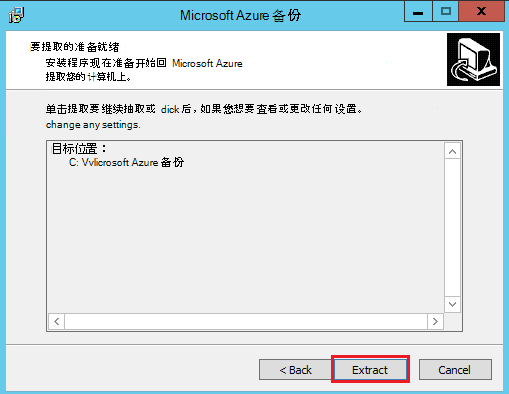 Microsoft Azure 备份
要提取的准备就绪
安装程序现在准备开始回 Microsoft Azure
提取您的计算机上。
单击提取要继续抽取或 dick 后，如果您想要查看或更改任何设置。
change any settings.
目标位置：
C: Vvlicrosoft Azure 备份
< Back
Extract
Cancel